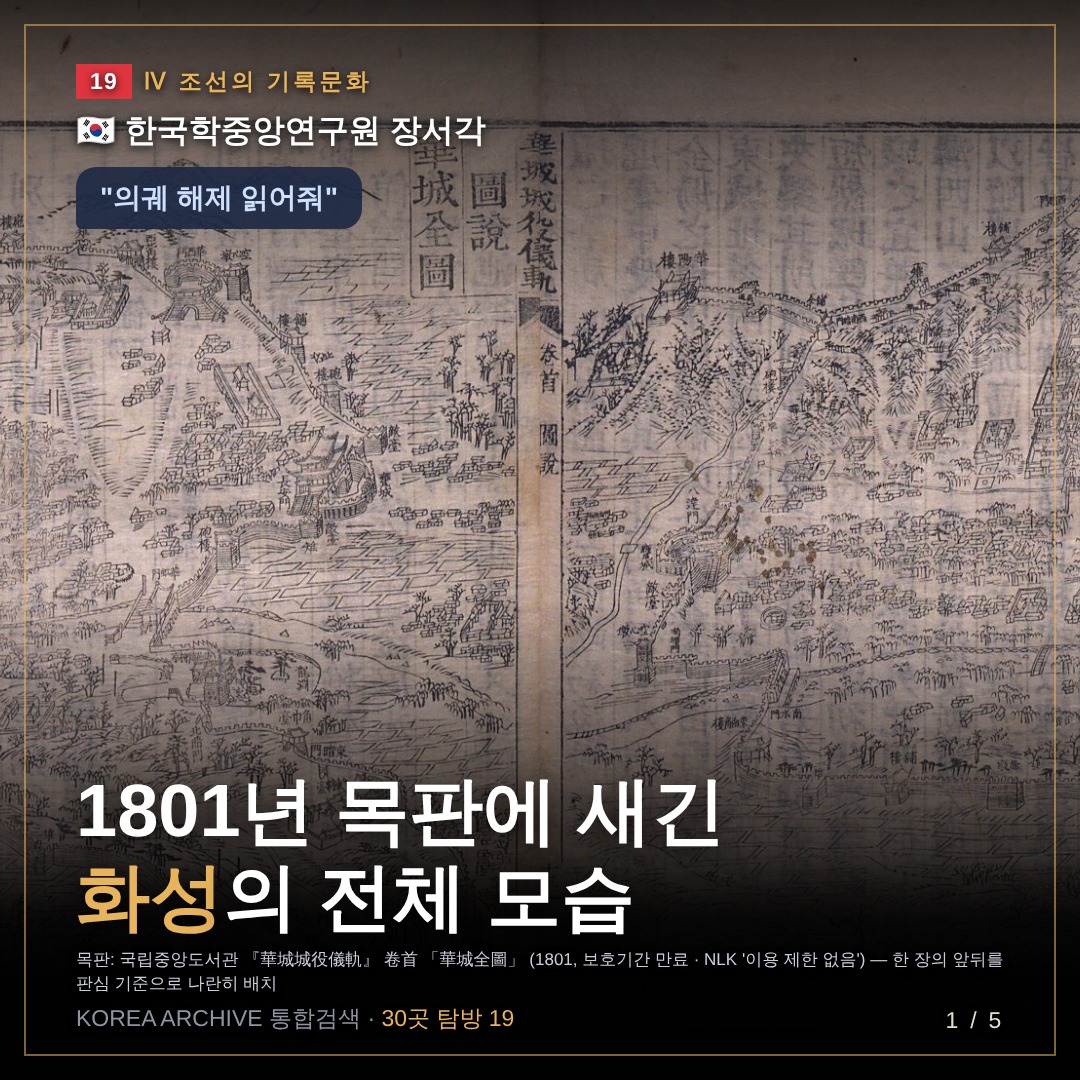 19 Ⅳ 조선의 기록문화
🇰🇷 한국학중앙연구원 장서각
"의궤 해제 읽어줘"
華城全圖
圖說
華城城役儀軌
卷首
圖說
1801년 목판에 새긴
화성의 전체 모습
목판: 국립중앙도서관 『華城城役儀軌』 卷首 「華城全圖」 (1801, 보호기간 만료 · NLK '이용 제한 없음') — 한 장의 앞뒤를
판심 기준으로 나란히 배치
KOREA ARCHIVE 통합검색 · 30곳 탐방 19
1 / 5